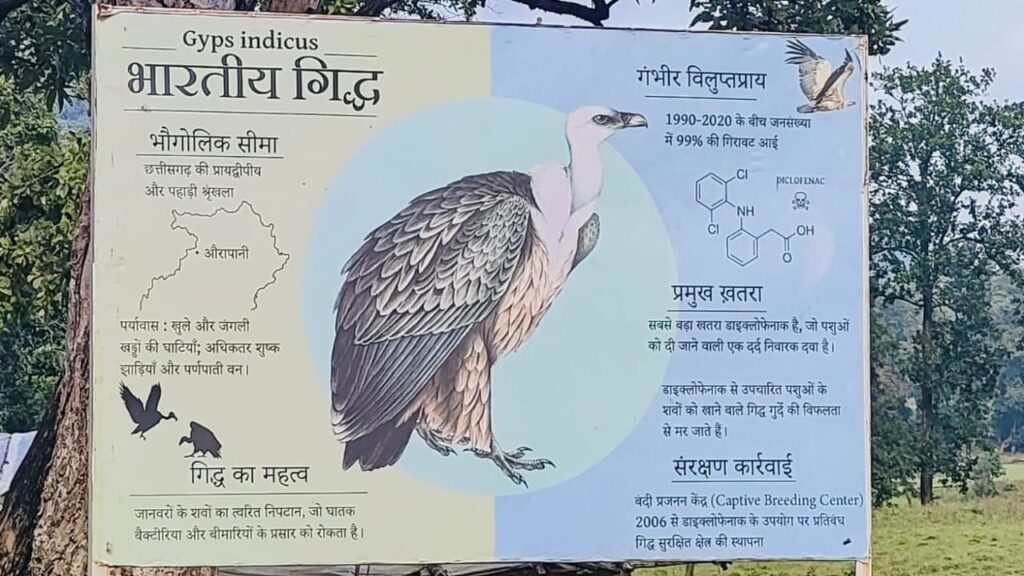 Gyps indicus
भारतीय गिद्ध
भौगोलिक सीमा
छत्तीसगढ़ की प्रायद्वीपीय
और पहाड़ी श्रृंखला
औरापानी
पर्यावास : खुले और जंगली
खड्डों की घाटियाँ; अधिकतर शुष्क
झाड़ियाँ और पर्णपाती वन।
गिद्ध का महत्व
जानवरों के शवों का त्वरित निपटान, जो घातक
बैक्टीरिया और बीमारियों के प्रसार को रोकता है।
गंभीर विलुप्तप्राय
1990-2020 के बीच जनसंख्या
में 99% की गिरावट आई
Cl
DICLOFENAC
NH
Cl
OH
O
प्रमुख ख़तरा
सबसे बड़ा खतरा डाइक्लोफेनाक है, जो पशुओं
को दी जाने वाली एक दर्द निवारक दवा है।
डाइक्लोफेनाक से उपचारित पशुओं के
शवों को खाने वाले गिद्ध गुर्दे की विफलता
से मर जाते हैं।
संरक्षण कार्रवाई
बंदी प्रजनन केंद्र (Captive Breeding Center)
2006 से डाइक्लोफेनाक के उपयोग पर प्रतिबंध
गिद्ध सुरक्षित क्षेत्र की स्थापना